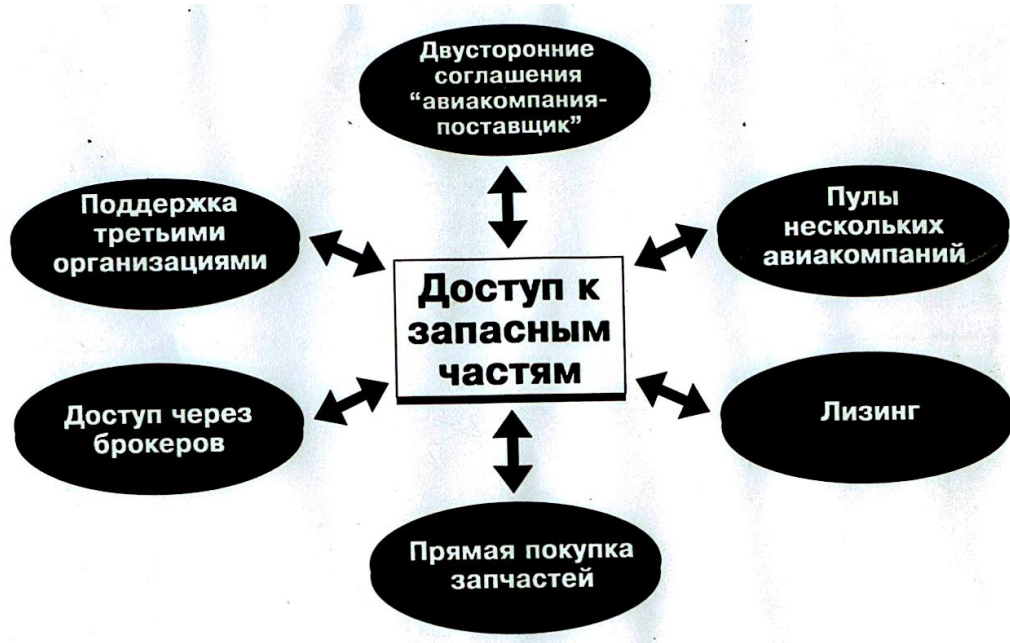 Двусторонние
соглашения
“авиакомпания-
поставщик”
Поддержка
третьими
организациями
Пулы
нескольких
авиакомпаний
Доступ к
запасным
частям
Доступ через
брокеров
Лизинг
Прямая покупка
запчастей